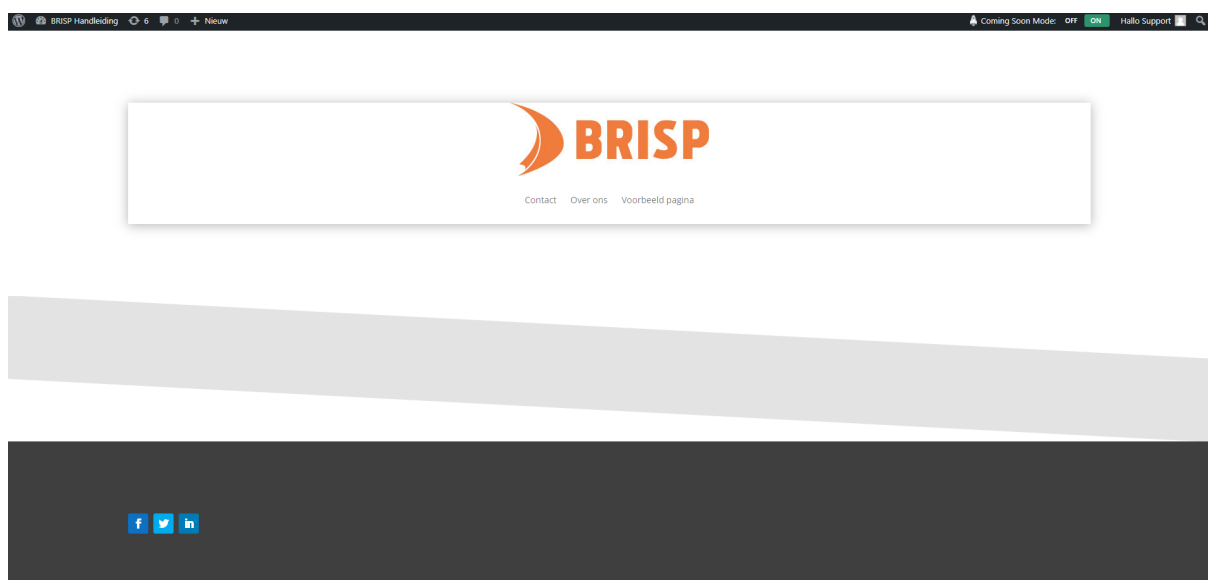 BRISP Handleiding 6 0 + Nieuw Coming Soon Mode: OFF ON Hallo Support
BRISP
Contact Over ons Voorbeeld pagina